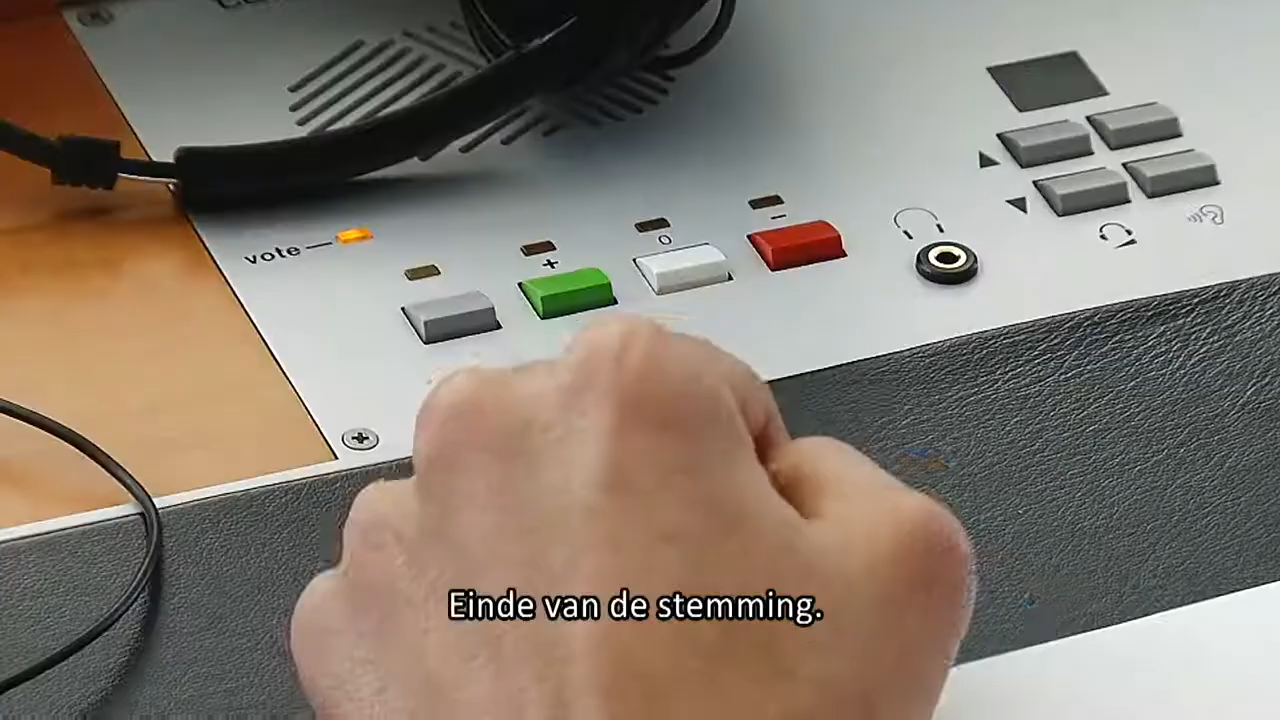 vote
+
0
-
Einde van de stemming.